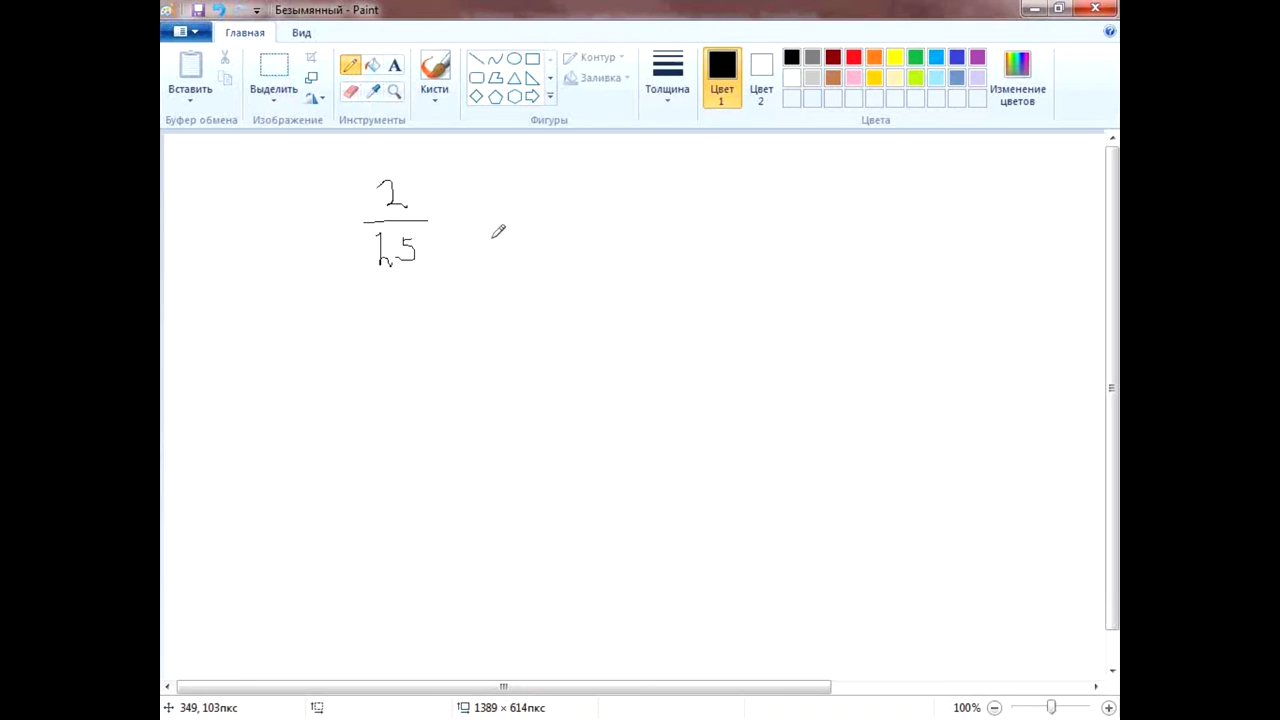 Безымянный - Paint
Главная Вид
Вставить
Буфер обмена
Выделить
Изображение
A
Инструменты
Кисти
Контур
Заливка
Фигуры
Толщина
Цвет 1
Цвет 2
Изменение цветов
Цвета
2
5
349, 103пкс
1389 × 614пкс
100%